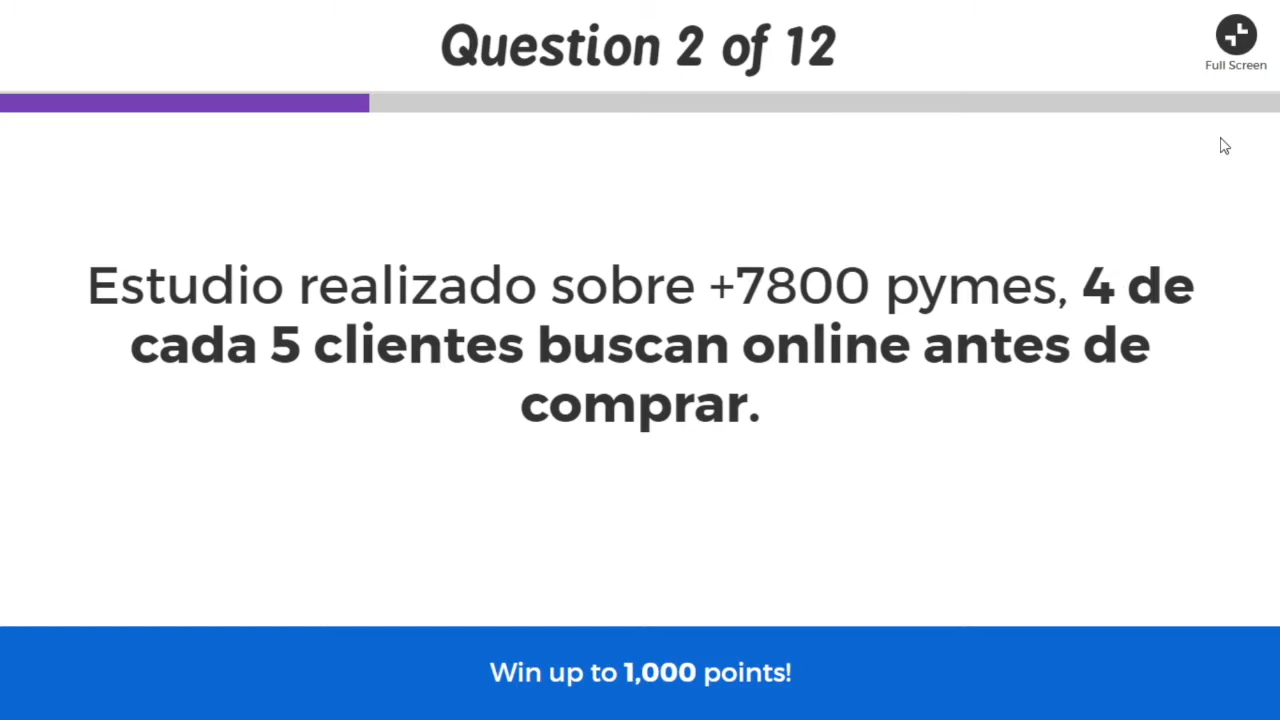 Question 2 of 12
Full Screen
Estudio realizado sobre +7800 pymes, 4 de
cada 5 clientes buscan online antes de
comprar.
Win up to 1,000 points!